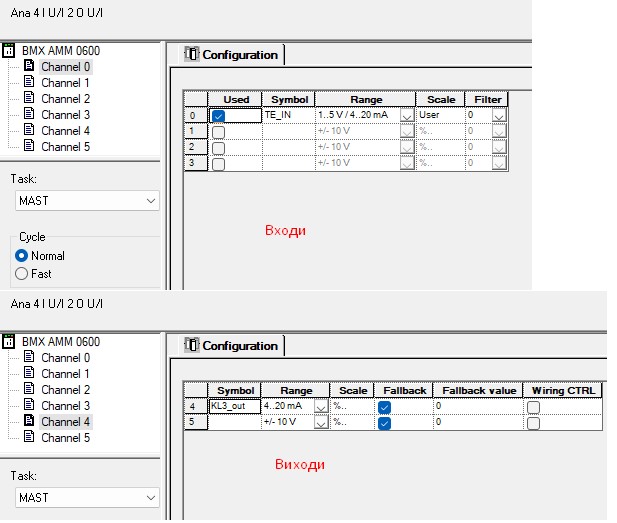 Ana 4 I U/I 2 O U/I
BMX AMM 0600
Channel 0
Channel 1
Channel 2
Channel 3
Channel 4
Channel 5
Task:
MAST
Cycle
Normal
Fast
Configuration
Used Symbol Range Scale Filter
0 TE_IN 1..5 V / 4..20 mA User 0
1 +/- 10 V %.. 0
2 +/- 10 V %.. 0
3 +/- 10 V %.. 0
Входи
Ana 4 I U/I 2 O U/I
BMX AMM 0600
Channel 0
Channel 1
Channel 2
Channel 3
Channel 4
Channel 5
Task:
MAST
Configuration
Symbol Range Scale Fallback Fallback value Wiring CTRL
4 KL3_out 4..20 mA %.. 0
5 +/- 10 V %.. 0
Виходи